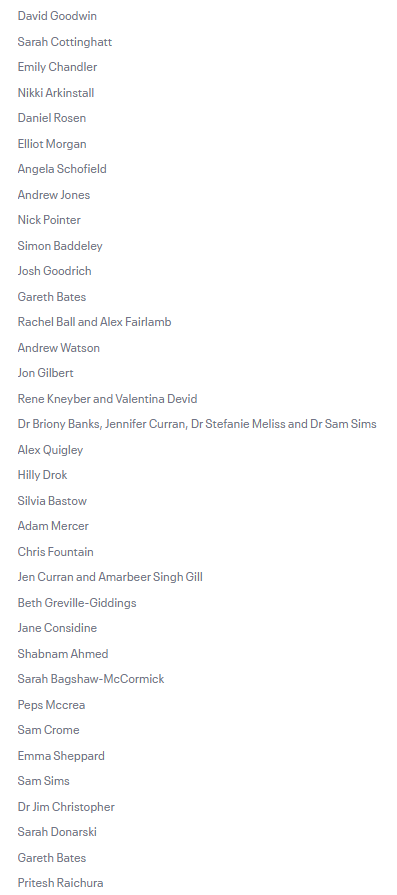 David Goodwin
Sarah Cottinghatt
Emily Chandler
Nikki Arkinstall
Daniel Rosen
Elliot Morgan
Angela Schofield
Andrew Jones
Nick Pointer
Simon Baddeley
Josh Goodrich
Gareth Bates
Rachel Ball and Alex Fairlamb
Andrew Watson
Jon Gilbert
Rene Kneyber and Valentina Devid
Dr Briony Banks, Jennifer Curran, Dr Stefanie Meliss and Dr Sam Sims
Alex Quigley
Hilly Drok
Silvia Bastow
Adam Mercer
Chris Fountain
Jen Curran and Amarbeer Singh Gill
Beth Greville-Giddings
Jane Considine
Shabnam Ahmed
Sarah Bagshaw-McCormick
Peps Mccrea
Sam Crome
Emma Sheppard
Sam Sims
Dr Jim Christopher
Sarah Donarski
Gareth Bates
Pritesh Raichura